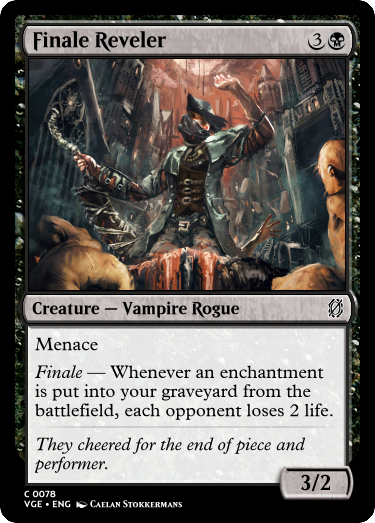 Finale Reveler 3
Creature — Vampire Rogue
Menace
Finale — Whenever an enchantment
is put into your graveyard from the
battlefield, each opponent loses 2 life.
They cheered for the end of piece and
performer.
3/2
C 0078
VGE • ENG Caelan Stokkermans